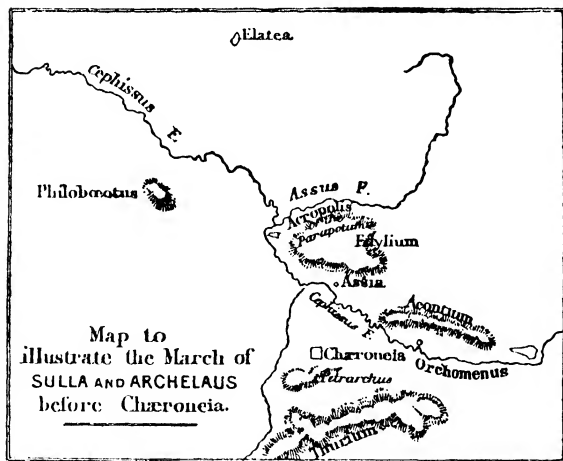 Elatea
Cephissus F.
Assus F.
Philobœotus
Acropolis
of the
Parapotamii
Edylium
Assia
Cephissus F.
Acontium
Chæroneia
Orchomenus
Petrarchus
Thurium
Map to
illustrate the March of
SULLA AND ARCHELAUS
before Chæroneia.